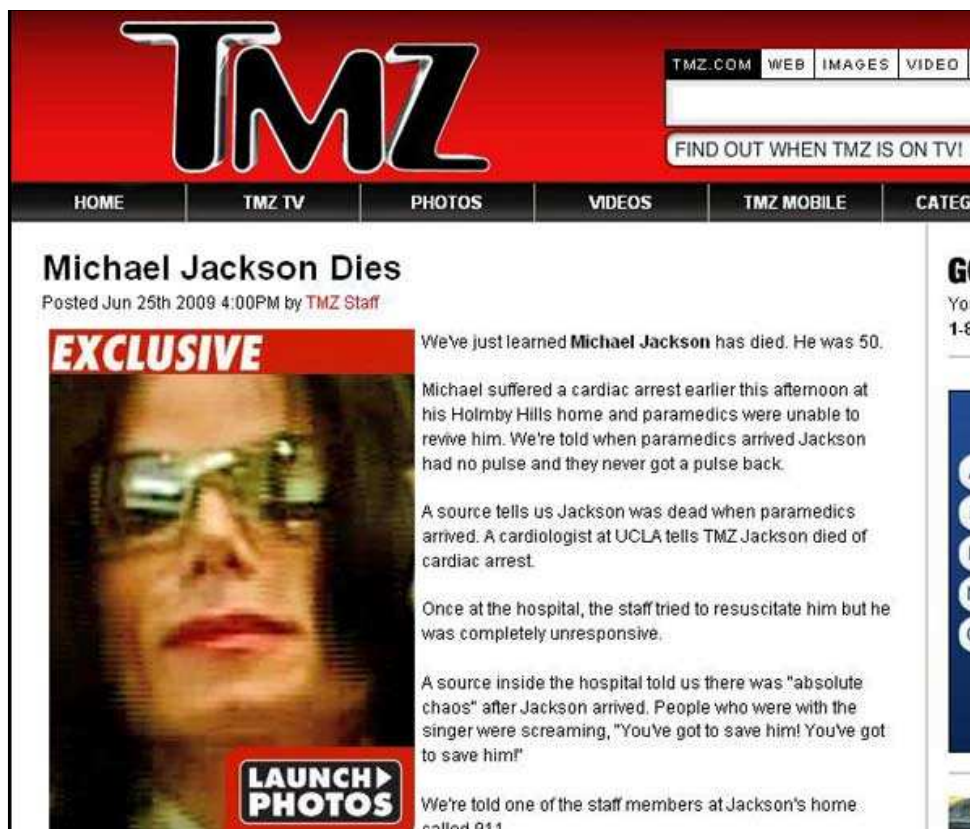 TMZ
TMZ.COM WEB IMAGES VIDEO
FIND OUT WHEN TMZ IS ON TV!
HOME TMZ TV PHOTOS VIDEOS TMZ MOBILE CATEG
Michael Jackson Dies
Posted Jun 25th 2009 4:00PM by TMZ Staff
EXCLUSIVE
LAUNCH
PHOTOS
We've just learned Michael Jackson has died. He was 50.
Michael suffered a cardiac arrest earlier this afternoon at
his Holmby Hills home and paramedics were unable to
revive him. We're told when paramedics arrived Jackson
had no pulse and they never got a pulse back.
A source tells us Jackson was dead when paramedics
arrived. A cardiologist at UCLA tells TMZ Jackson died of
cardiac arrest.
Once at the hospital, the staff tried to resuscitate him but he
was completely unresponsive.
A source inside the hospital told us there was "absolute
chaos" after Jackson arrived. People who were with the
singer were screaming, "You've got to save him! You've got
to save him!"
We're told one of the staff members at Jackson's home
called 911.
Yo
1-8